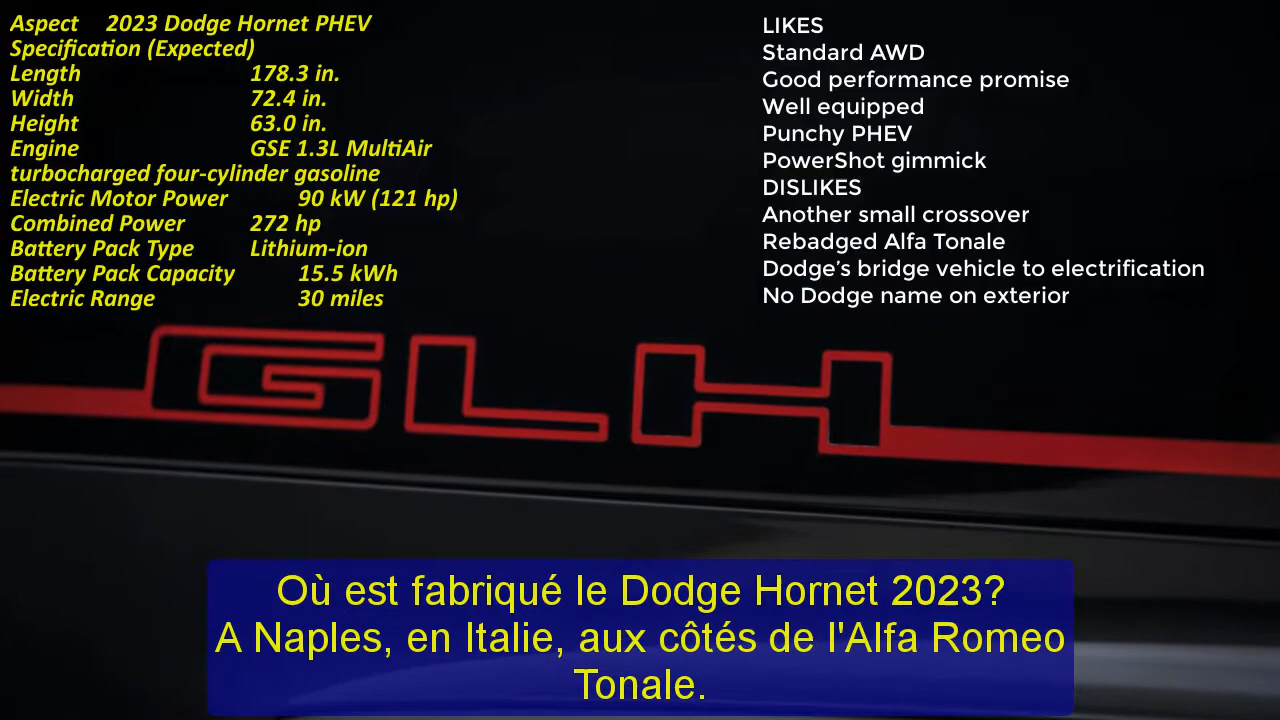 Aspect 2023 Dodge Hornet PHEV
Specification (Expected)
Length 178.3 in.
Width 72.4 in.
Height 63.0 in.
Engine GSE 1.3L MultiAir
turbocharged four-cylinder gasoline
Electric Motor Power 90 kW (121 hp)
Combined Power 272 hp
Battery Pack Type Lithium-ion
Battery Pack Capacity 15.5 kWh
Electric Range 30 miles
LIKES
Standard AWD
Good performance promise
Well equipped
Punchy PHEV
PowerShot gimmick
DISLIKES
Another small crossover
Rebadged Alfa Tonale
Dodge’s bridge vehicle to electrification
No Dodge name on exterior
GLH
Où est fabriqué le Dodge Hornet 2023?
A Naples, en Italie, aux côtés de l'Alfa Romeo
Tonale.